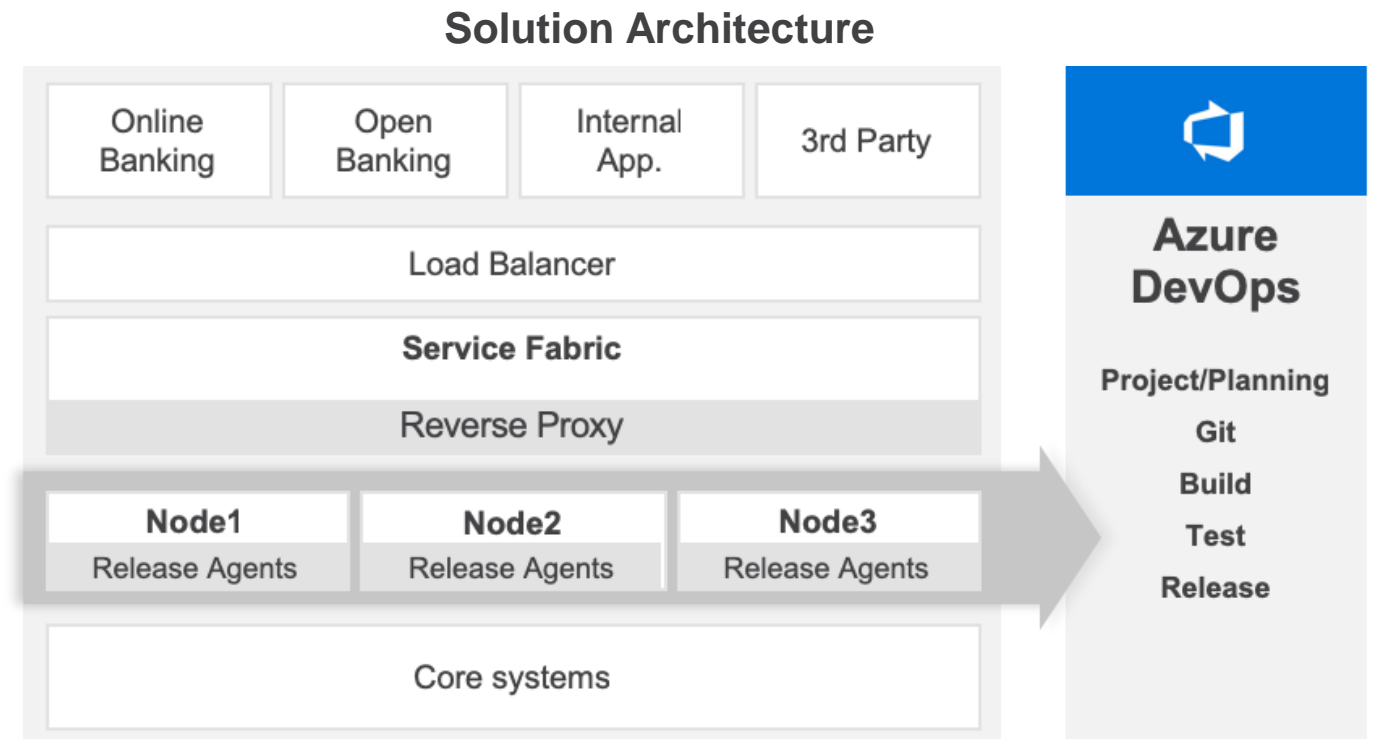 Solution Architecture
Online
Banking
Open
Banking
Internal
App.
3rd Party
Load Balancer
Service Fabric
Reverse Proxy
Node1
Release Agents
Node2
Release Agents
Node3
Release Agents
Core systems
Azure
DevOps
Project/Planning
Git
Build
Test
Release